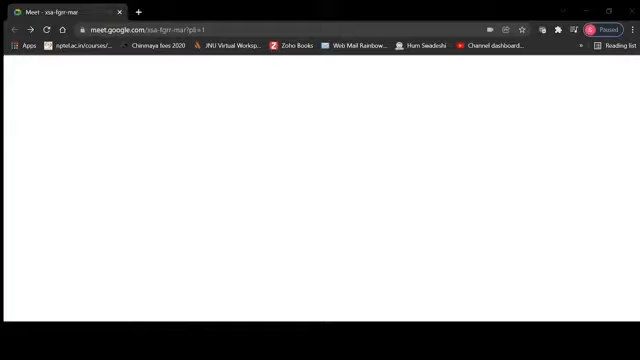 Meet - xsa-fgrr-mar
meet.google.com/xsa-fgrr-mar?pli=1
G Paused
Apps nptel.ac.in/courses/... Chinmaya fees 2020 JNU Virtual Worksp... Z Zoho Books Web Mail Rainbow... Hum Swadeshi Channel dashboard... Reading list